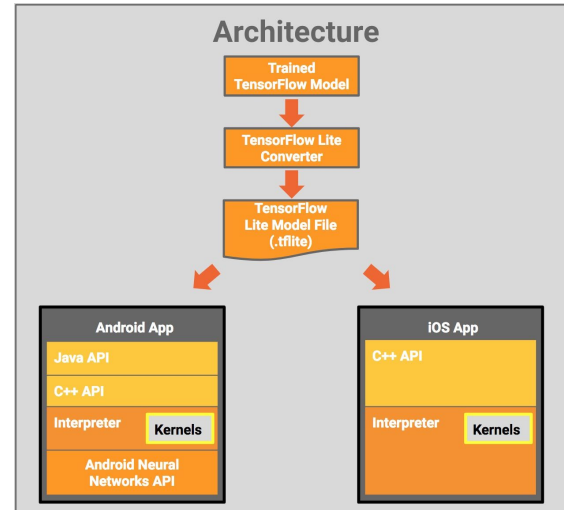 Architecture
Trained
TensorFlow Model
TensorFlow Lite
Converter
TensorFlow
Lite Model File
(.tflite)
Android App
Java API
C++ API
Interpreter
Kernels
Android Neural
Networks API
iOS App
C++ API
Interpreter
Kernels